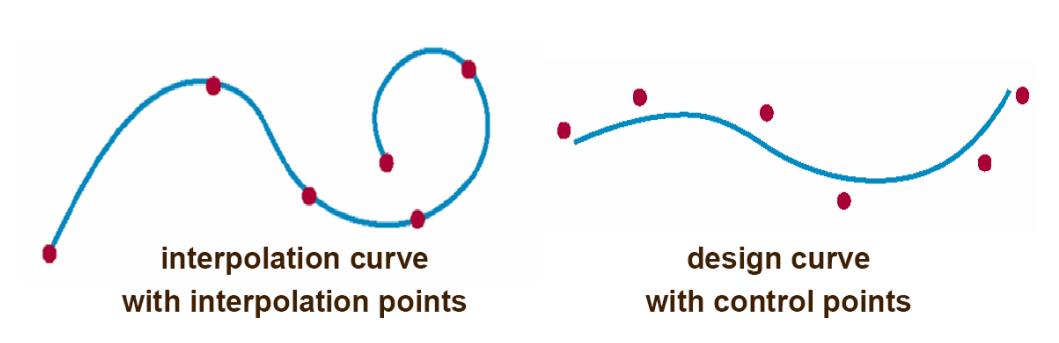 interpolation curve
with interpolation points
design curve
with control points